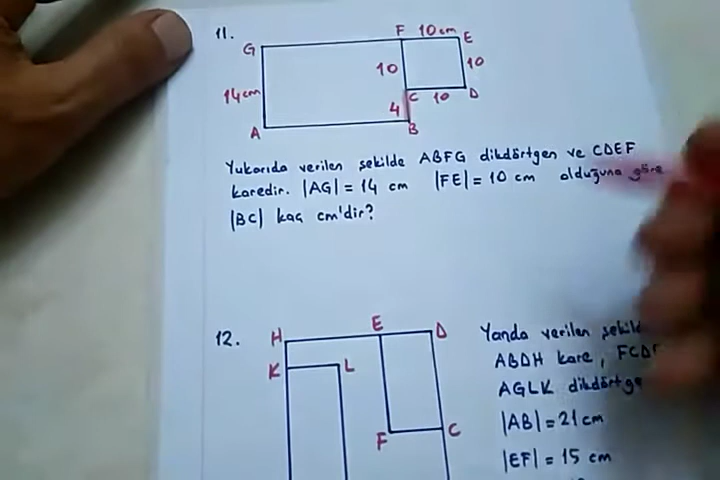 11.
F 10cm E
G
10 10
14cm
C 10 D
4
A B
Yukarıda verilen şekilde ABFG dikdörtgen ve CDEF
karedir. |AG| = 14 cm |FE| = 10 cm olduğuna göre
|BC| kaç cm'dir?
12.
H E D
K L
F C
Yanda verilen
ABDH kare,
AGLK
|AB| = 21 cm
|EF| = 15 cm